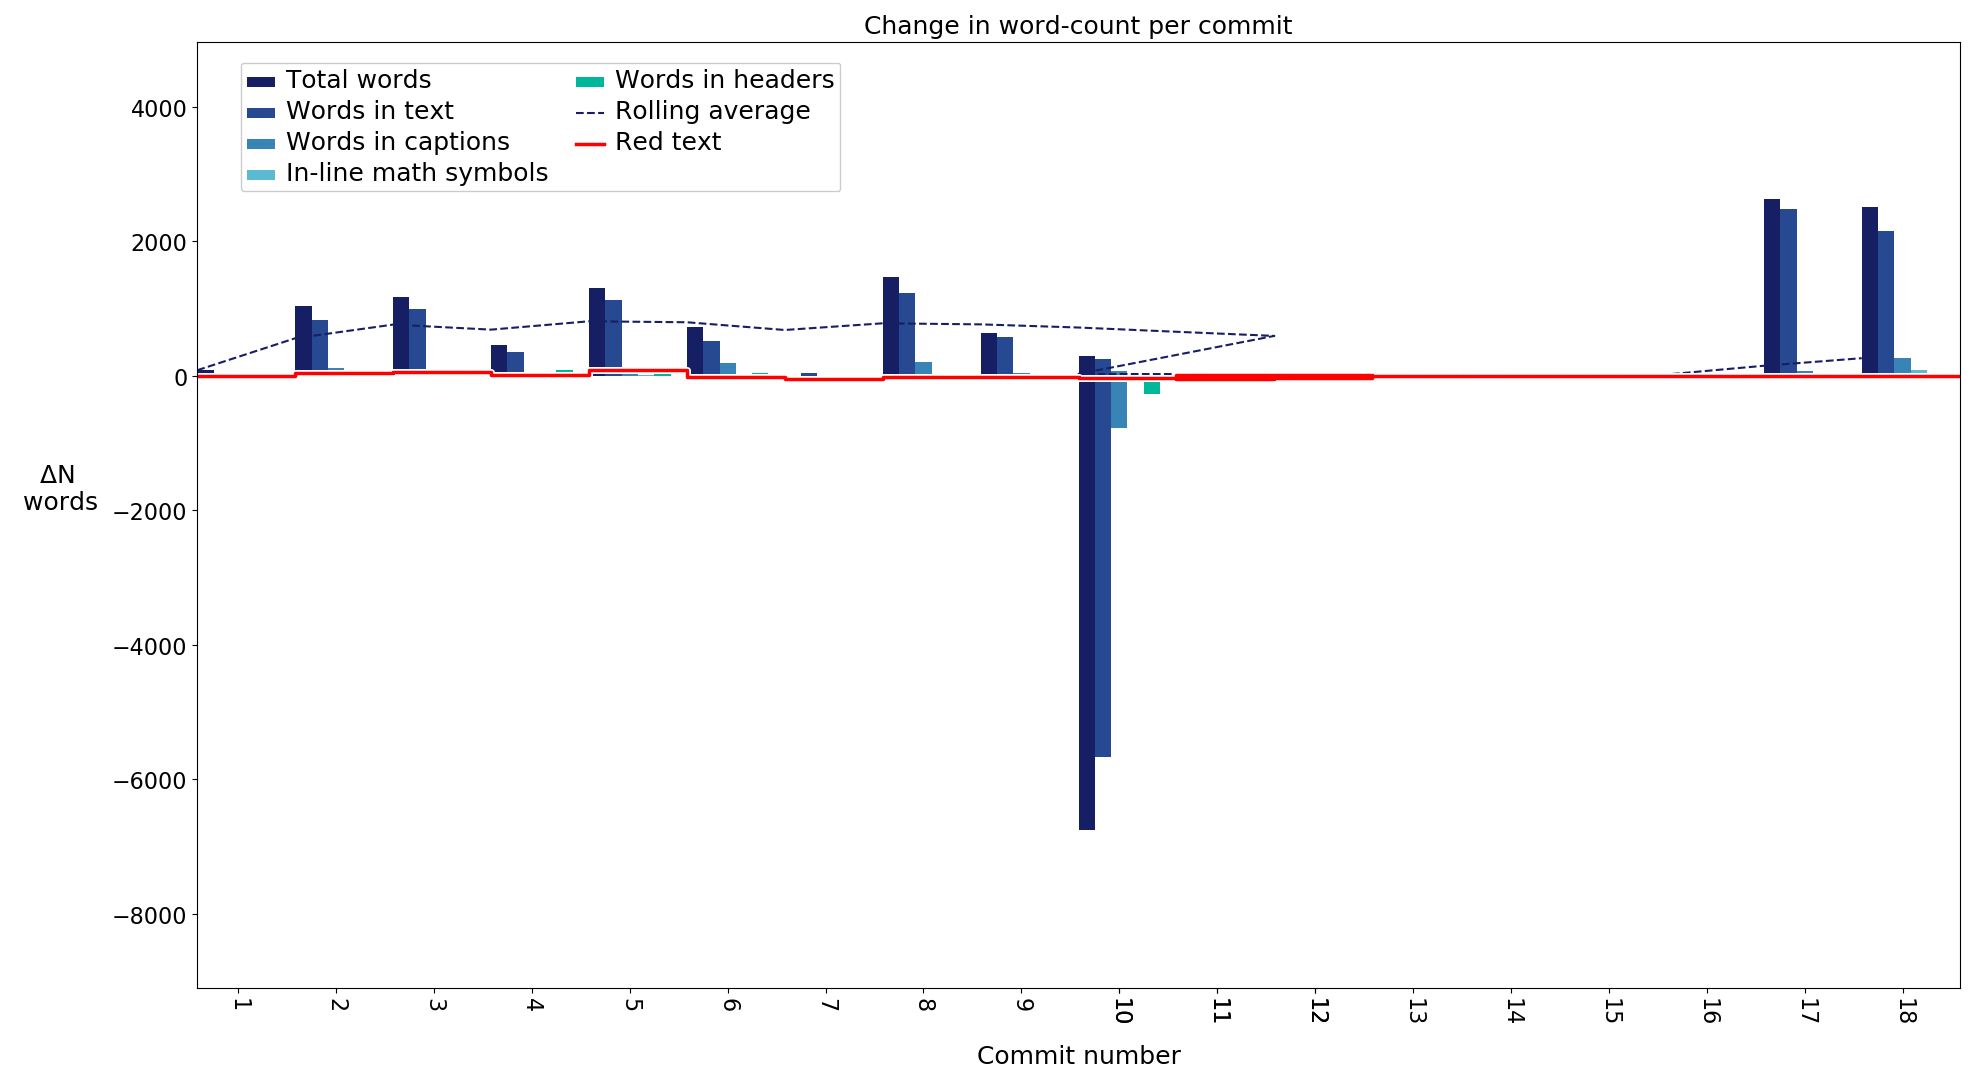 Change in word-count per commit
Total words
Words in text
Words in captions
In-line math symbols
Words in headers
Rolling average
Red text
4000
2000
0
−2000
−4000
−6000
−8000
ΔN
words
1
2
3
4
5
6
7
8
9
10
11
12
13
14
15
16
17
18
Commit number